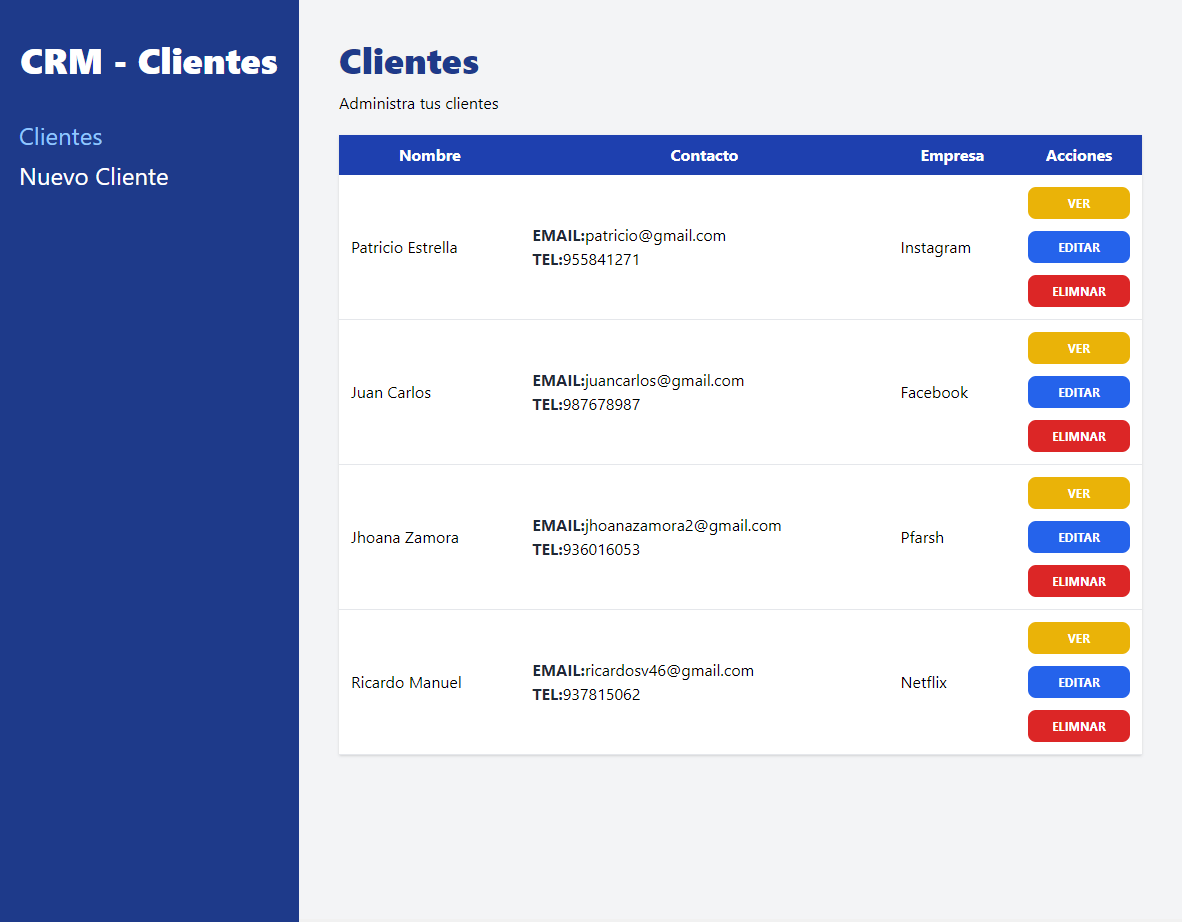 CRM - Clientes
Clientes
Nuevo Cliente
Clientes
Administra tus clientes
Nombre Contacto Empresa Acciones
Patricio Estrella
EMAIL:patricio@gmail.com
TEL:955841271
Instagram
VER
EDITAR
ELIMNAR
Juan Carlos
EMAIL:juancarlos@gmail.com
TEL:987678987
Facebook
VER
EDITAR
ELIMNAR
Jhoana Zamora
EMAIL:jhoanazamora2@gmail.com
TEL:936016053
Pfarsh
VER
EDITAR
ELIMNAR
Ricardo Manuel
EMAIL:ricardosv46@gmail.com
TEL:937815062
Netflix
VER
EDITAR
ELIMNAR